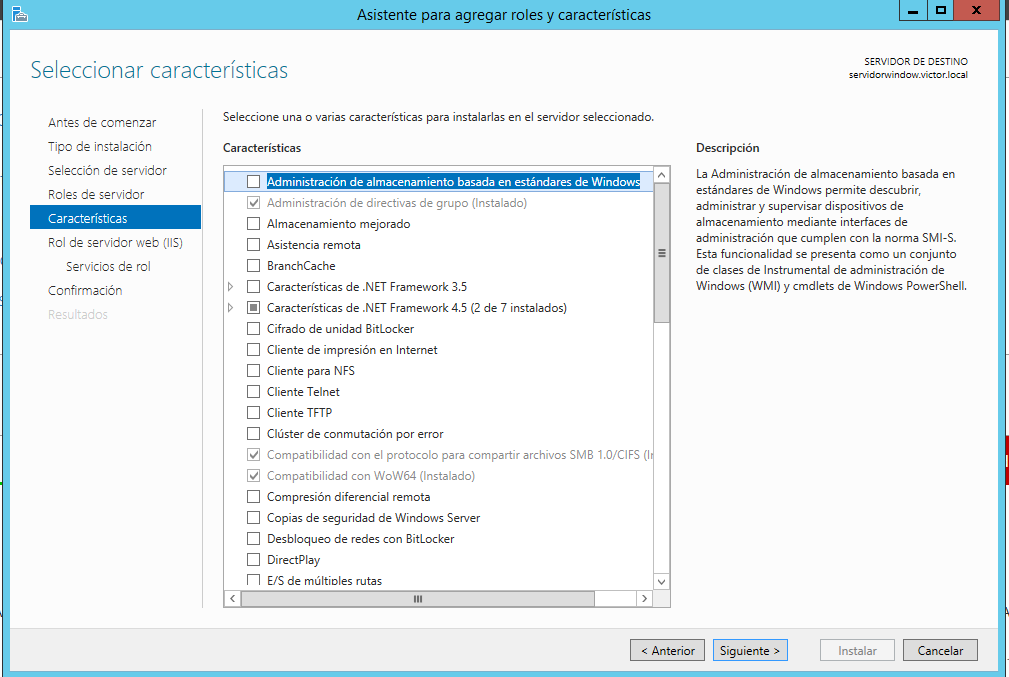 Asistente para agregar roles y características
Seleccionar características
SERVIDOR DE DESTINO
servidorwindow.victor.local
Antes de comenzar
Tipo de instalación
Selección de servidor
Roles de servidor
Características
Rol de servidor web (IIS)
Servicios de rol
Confirmación
Resultados
Seleccione una o varias características para instalarlas en el servidor seleccionado.
Características
Administración de almacenamiento basada en estándares de Windows
Administración de directivas de grupo (Instalado)
Almacenamiento mejorado
Asistencia remota
BranchCache
Características de .NET Framework 3.5
Características de .NET Framework 4.5 (2 de 7 instalados)
Cifrado de unidad BitLocker
Cliente de impresión en Internet
Cliente para NFS
Cliente Telnet
Cliente TFTP
Clúster de conmutación por error
Compatibilidad con el protocolo para compartir archivos SMB 1.0/CIFS (I
Compatibilidad con WoW64 (Instalado)
Compresión diferencial remota
Copias de seguridad de Windows Server
Desbloqueo de redes con BitLocker
DirectPlay
E/S de múltiples rutas
Descripción
La Administración de almacenamiento basada en
estándares de Windows permite descubrir,
administrar y supervisar dispositivos de
almacenamiento mediante interfaces de
administración que cumplen con la norma SMI-S.
Esta funcionalidad se presenta como un conjunto
de clases de Instrumental de administración de
Windows (WMI) y cmdlets de Windows PowerShell.
< Anterior
Siguiente >
Instalar
Cancelar